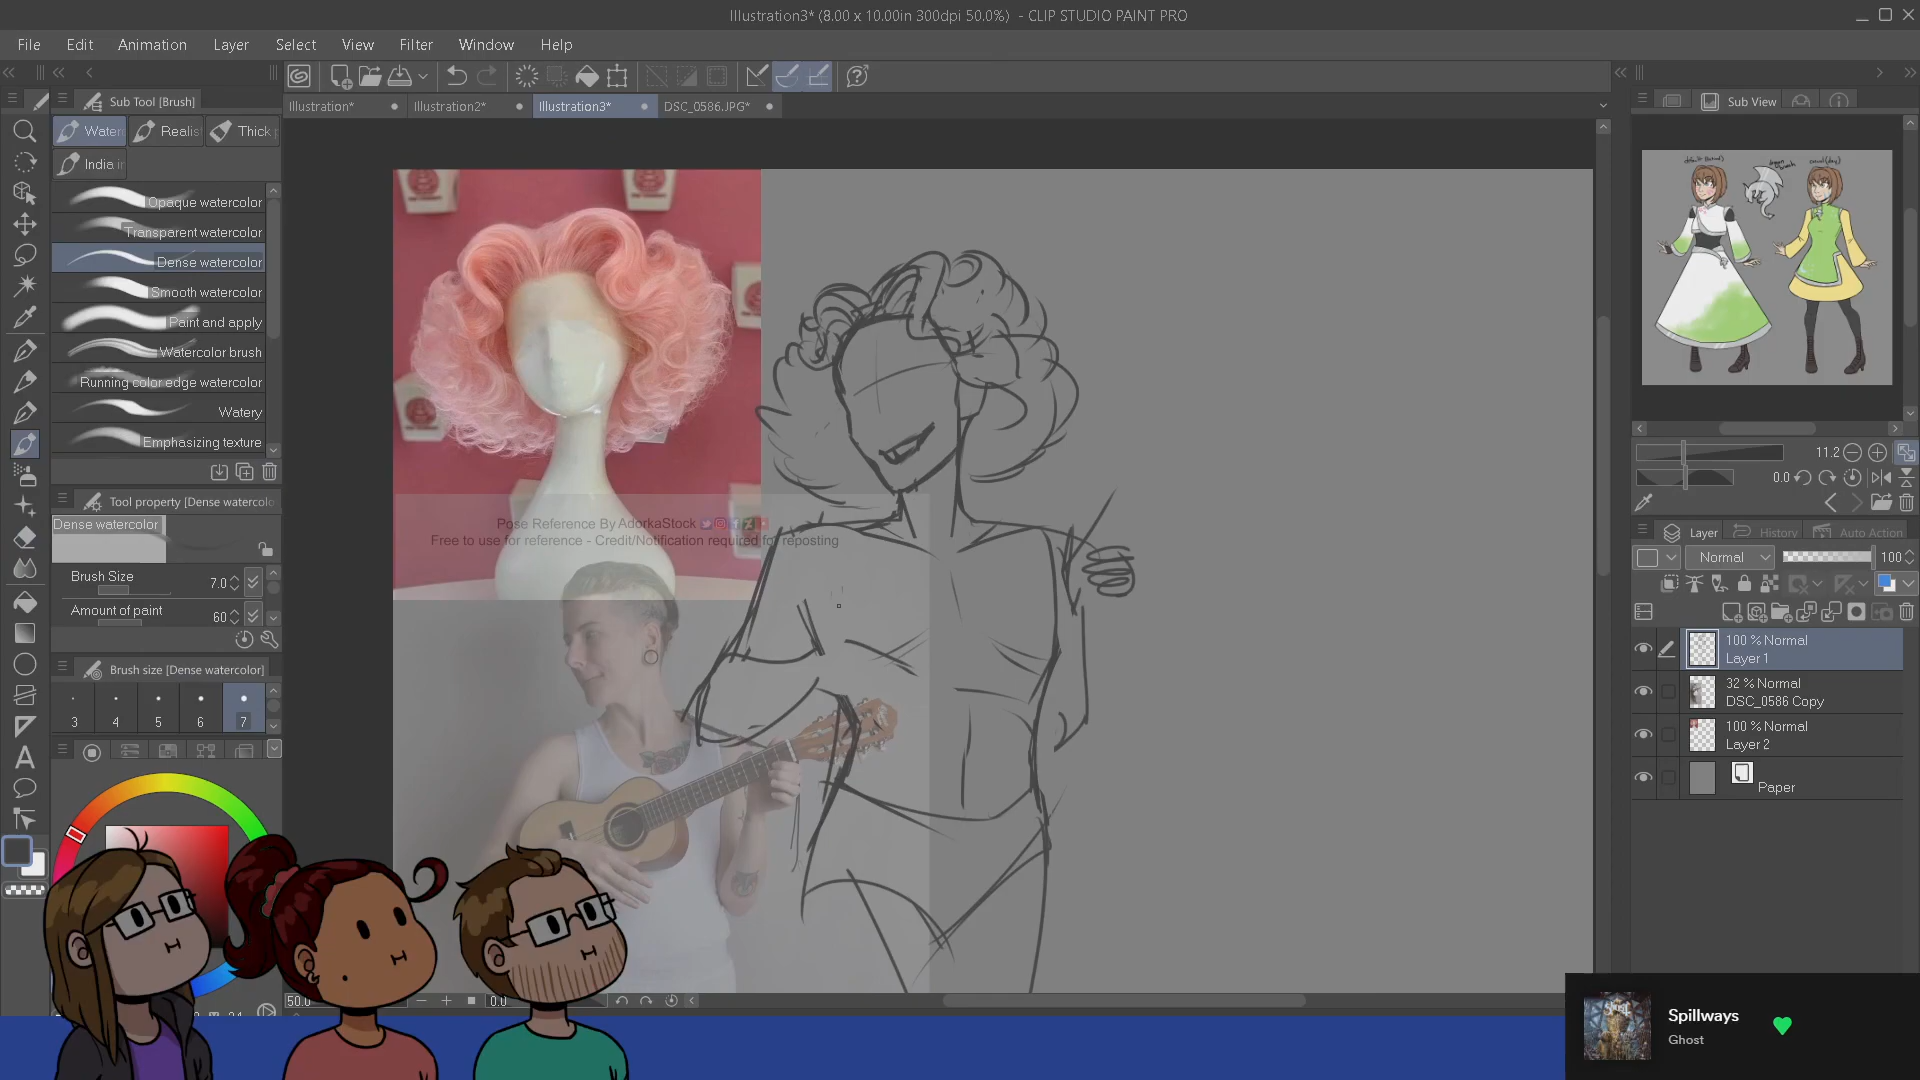 Illustration3* (8.00 x 10.00in 300dpi 50.0%)  - CLIP STUDIO PAINT PRO
File Edit Animation Layer Select View Filter Window Help
Sub Tool [Brush]
Illustration* Illustration2* Illustration3* DSC_0586.JPG*
Sub View
Water Realis Thick
India in
Opaque watercolor
Transparent watercolor
Dense watercolor
Smooth watercolor
Paint and apply
Watercolor brush
Running color edge watercolor
Watery
Emphasizing texture
Tool property [Dense watercolo
Dense watercolor
Brush Size 7.0
Amount of paint 60
Brush size [Dense watercolor]
3 4 5 6 7
Pose Reference By AdorkaStock
Free to use for reference - Credit/Notification required for reposting
50.0 0.0
11.2
0.0
Layer History Auto Action
Normal 100
100 % Normal
Layer 1
32 % Normal
DSC_0586 Copy
100 % Normal
Layer 2
Paper
Spillways
Ghost